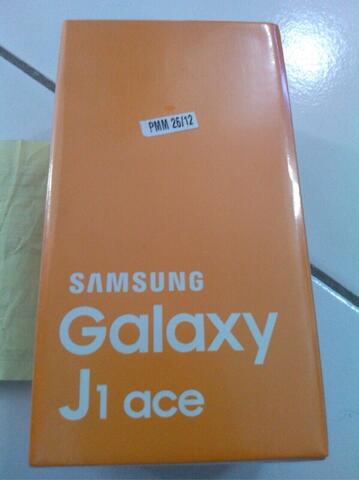 PMM 26/12
SAMSUNG
Galaxy
J1 ace